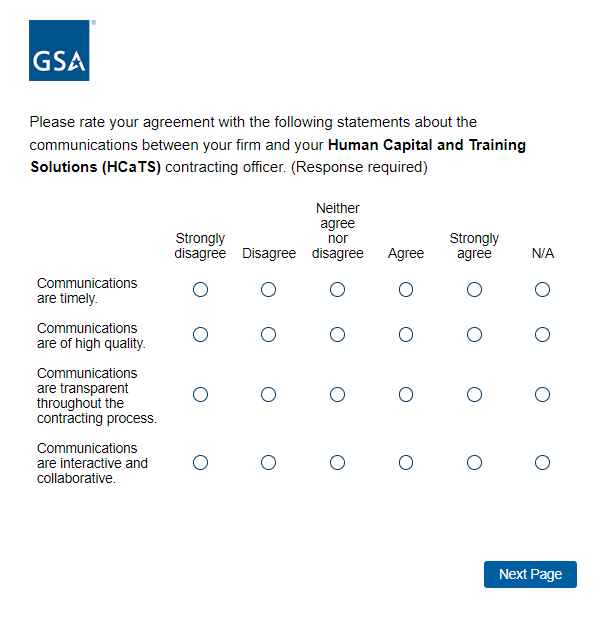 GSA
Please rate your agreement with the following statements about the
communications between your firm and your Human Capital and Training
Solutions (HCaTS) contracting officer. (Response required)
Strongly disagree Disagree Neither agree nor disagree Agree Strongly agree N/A
Communications
are timely.
Communications
are of high quality.
Communications
are transparent
throughout the
contracting process.
Communications
are interactive and
collaborative.
Next Page